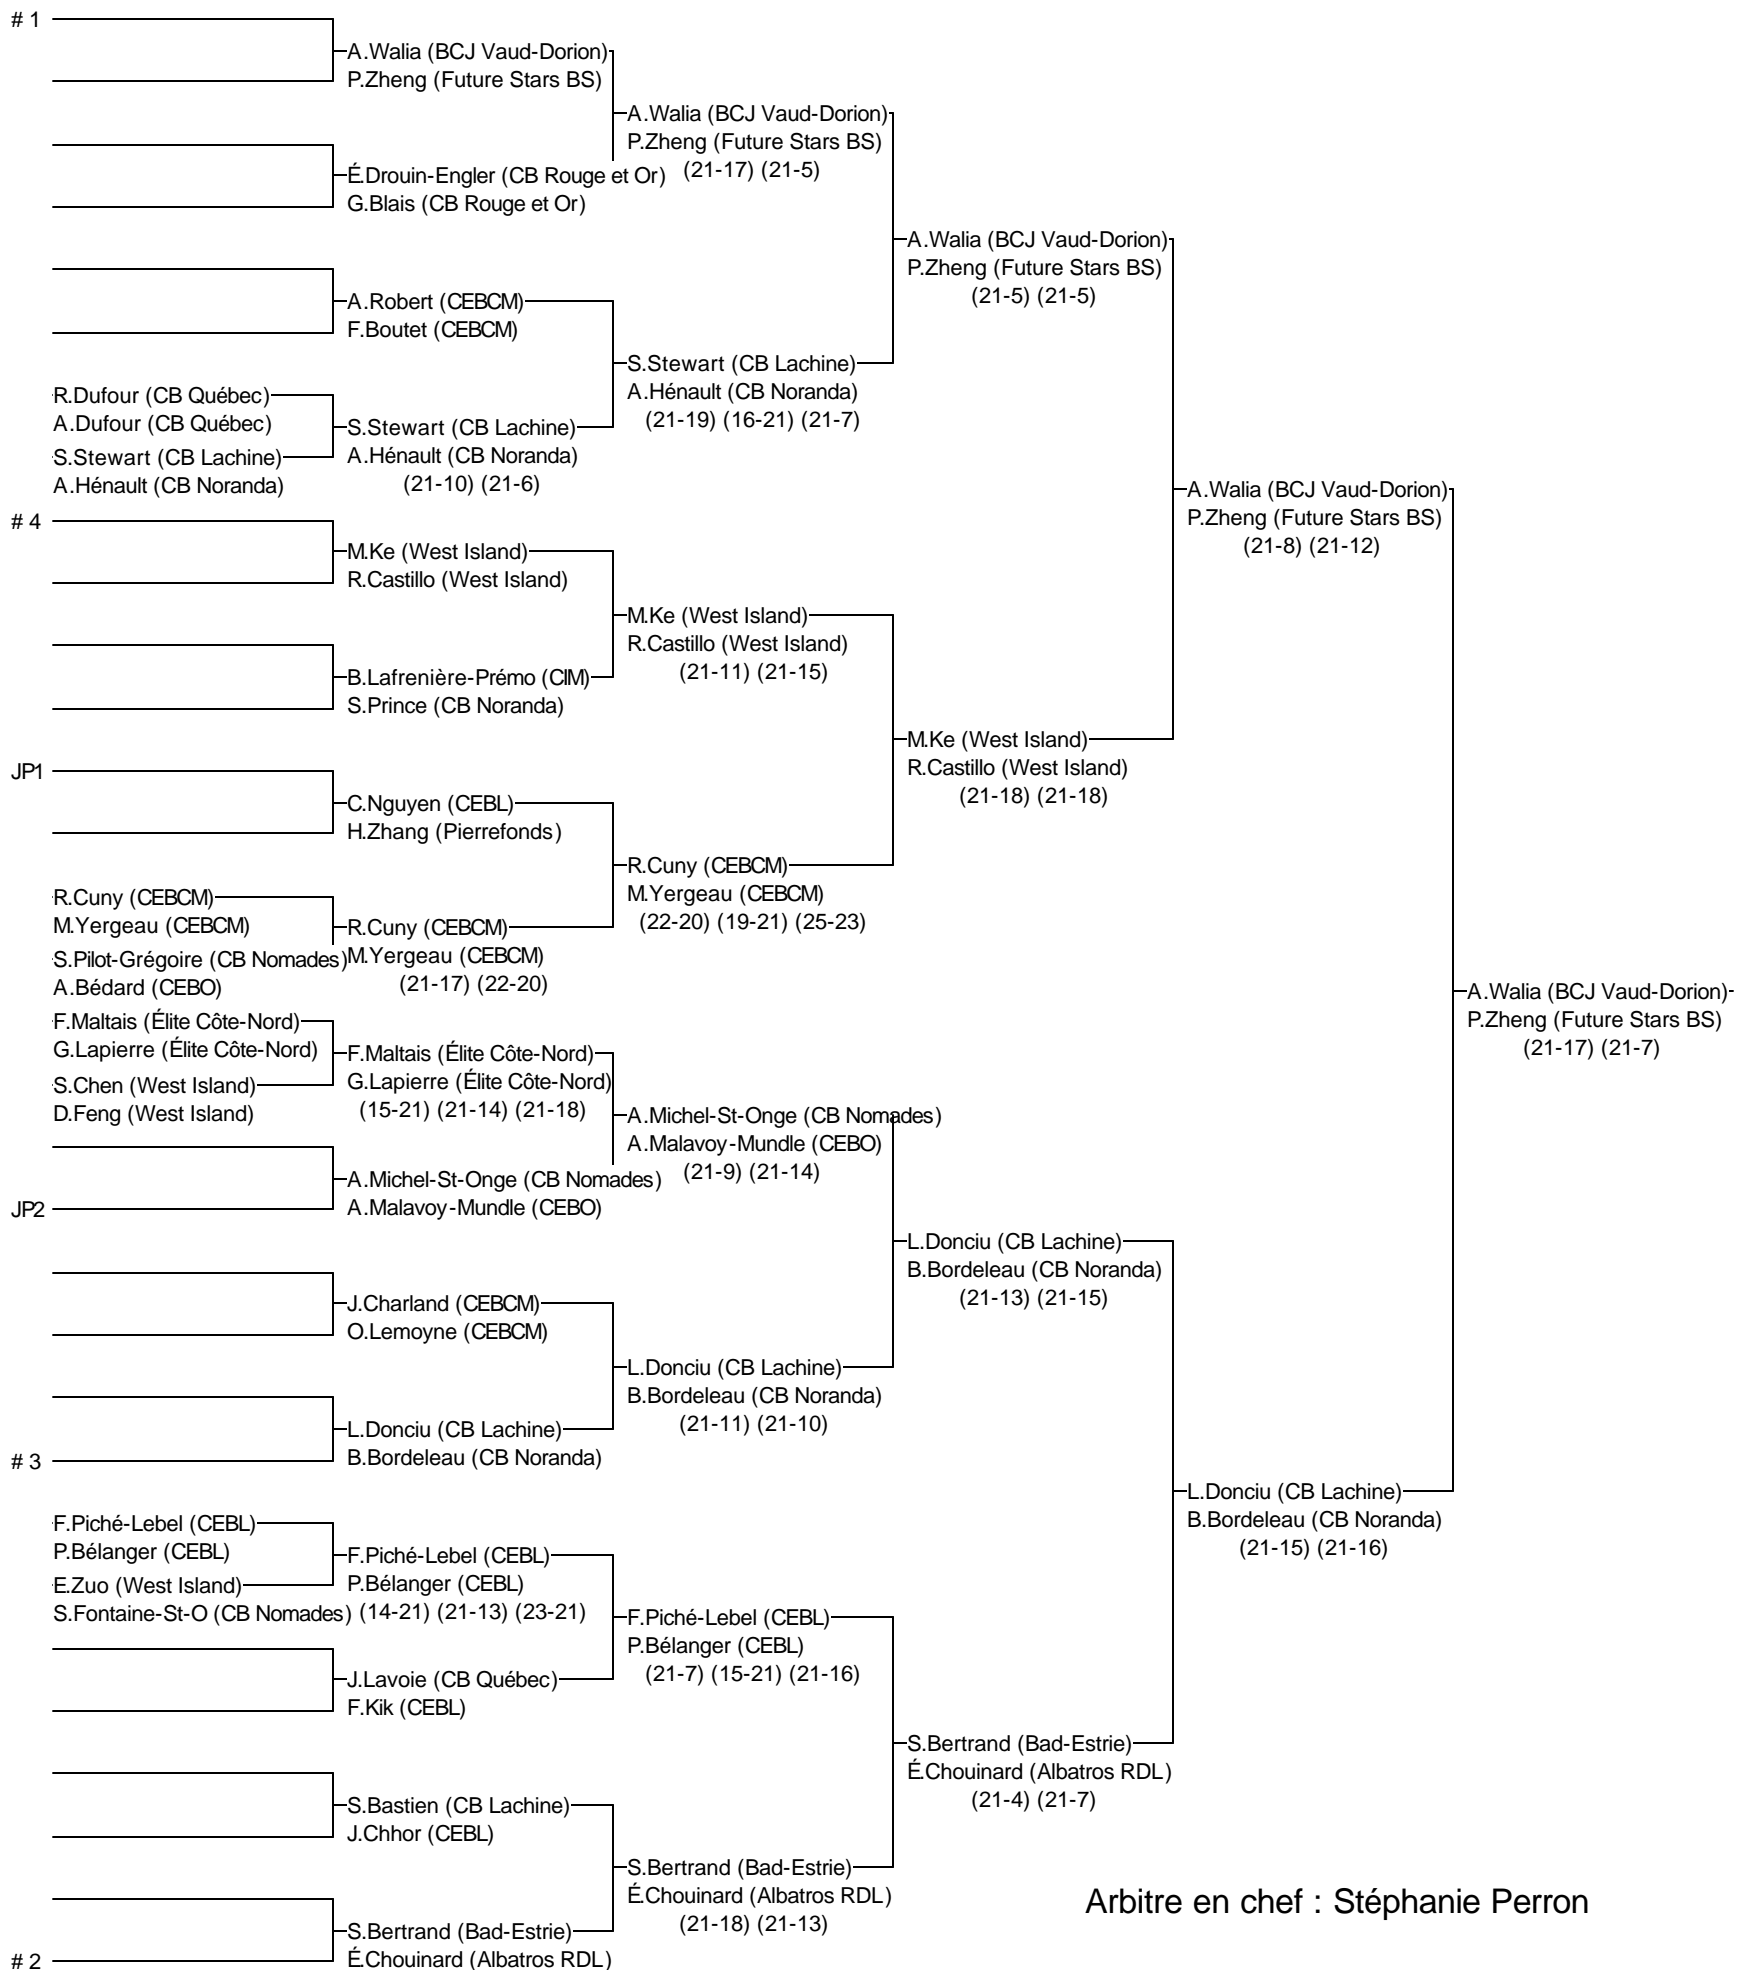 # 1
A.Walia (BCJ Vaud-Dorion)
P.Zheng (Future Stars BS)
A.Walia (BCJ Vaud-Dorion)
P.Zheng (Future Stars BS)
(21-17) (21-5)
É.Drouin-Engler (CB Rouge et Or)
G.Blais (CB Rouge et Or)
A.Walia (BCJ Vaud-Dorion)
P.Zheng (Future Stars BS)
(21-5) (21-5)
A.Robert (CEBCM)
F.Boutet (CEBCM)
S.Stewart (CB Lachine)
A.Hénault (CB Noranda)
(21-19) (16-21) (21-7)
R.Dufour (CB Québec)
A.Dufour (CB Québec)
S.Stewart (CB Lachine)
A.Hénault (CB Noranda)
S.Stewart (CB Lachine)
A.Hénault (CB Noranda)
(21-10) (21-6)
A.Walia (BCJ Vaud-Dorion)
P.Zheng (Future Stars BS)
(21-8) (21-12)
# 4
M.Ke (West Island)
R.Castillo (West Island)
M.Ke (West Island)
R.Castillo (West Island)
(21-11) (21-15)
B.Lafrenière-Prémo (CIM)
S.Prince (CB Noranda)
M.Ke (West Island)
R.Castillo (West Island)
(21-18) (21-18)
JP1
C.Nguyen (CEBL)
H.Zhang (Pierrefonds)
R.Cuny (CEBCM)
M.Yergeau (CEBCM)
(22-20) (19-21) (25-23)
R.Cuny (CEBCM)
M.Yergeau (CEBCM)
S.Pilot-Grégoire (CB Nomades)
A.Bédard (CEBO)
R.Cuny (CEBCM)
M.Yergeau (CEBCM)
(21-17) (22-20)
A.Walia (BCJ Vaud-Dorion)
P.Zheng (Future Stars BS)
(21-17) (21-7)
F.Maltais (Élite Côte-Nord)
G.Lapierre (Élite Côte-Nord)
S.Chen (West Island)
D.Feng (West Island)
F.Maltais (Élite Côte-Nord)
G.Lapierre (Élite Côte-Nord)
(15-21) (21-14) (21-18)
A.Michel-St-Onge (CB Nomades)
A.Malavoy-Mundle (CEBO)
(21-9) (21-14)
A.Michel-St-Onge (CB Nomades)
A.Malavoy-Mundle (CEBO)
JP2
L.Donciu (CB Lachine)
B.Bordeleau (CB Noranda)
(21-13) (21-15)
J.Charland (CEBCM)
O.Lemoyne (CEBCM)
L.Donciu (CB Lachine)
B.Bordeleau (CB Noranda)
(21-11) (21-10)
L.Donciu (CB Lachine)
B.Bordeleau (CB Noranda)
# 3
L.Donciu (CB Lachine)
B.Bordeleau (CB Noranda)
(21-15) (21-16)
F.Piché-Lebel (CEBL)
P.Bélanger (CEBL)
E.Zuo (West Island)
S.Fontaine-St-O (CB Nomades)
F.Piché-Lebel (CEBL)
P.Bélanger (CEBL)
(14-21) (21-13) (23-21)
F.Piché-Lebel (CEBL)
P.Bélanger (CEBL)
(21-7) (15-21) (21-16)
J.Lavoie (CB Québec)
F.Kik (CEBL)
S.Bertrand (Bad-Estrie)
É.Chouinard (Albatros RDL)
(21-4) (21-7)
S.Bastien (CB Lachine)
J.Chhor (CEBL)
S.Bertrand (Bad-Estrie)
É.Chouinard (Albatros RDL)
(21-18) (21-13)
Arbitre en chef : Stéphanie Perron
S.Bertrand (Bad-Estrie)
É.Chouinard (Albatros RDL)
# 2